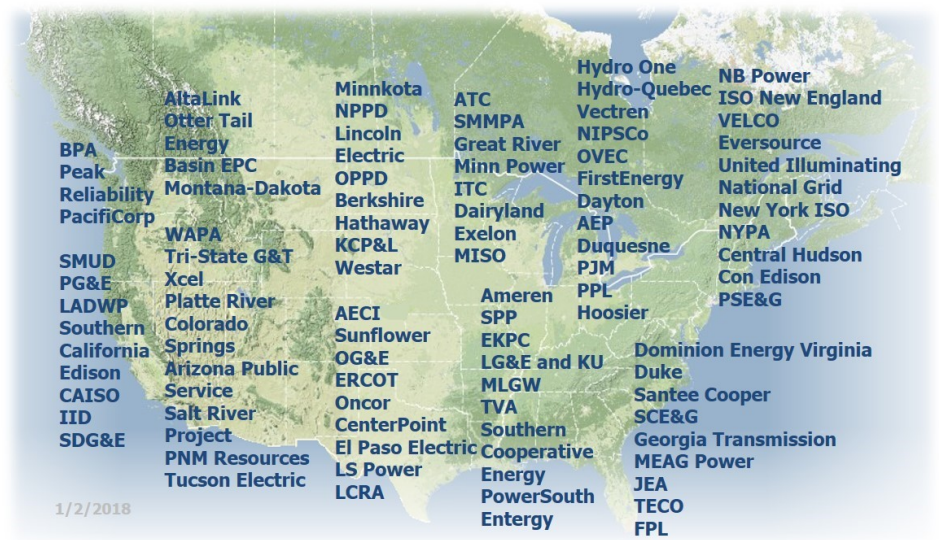 BPA
Peak
Reliability
PacifiCorp
SMUD
PG&E
LADWP
Southern
California
Edison
CAISO
IID
SDG&E
1/2/2018
AltaLink
Otter Tail
Energy
Basin EPC
Montana-Dakota
WAPA
Tri-State G&T
Xcel
Platte River
Colorado
Springs
Arizona Public
Service
Salt River
Project
PNM Resources
Tucson Electric
Minnkota
NPPD
Lincoln
Electric
OPPD
Berkshire
Hathaway
KCP&L
Westar
AECI
Sunflower
OG&E
ERCOT
Oncor
CenterPoint
El Paso Electric
LS Power
LCRA
ATC
SMMPA
Great River
Minn Power
ITC
Dairyland
Exelon
MISO
Ameren
SPP
EKPC
LG&E and KU
MLGW
TVA
Southern
Cooperative
Energy
PowerSouth
Entergy
Hydro One
Hydro-Quebec
Vectren
NIPSCo
OVEC
FirstEnergy
Dayton
AEP
Duquesne
PJM
PPL
Hoosier
NB Power
ISO New England
VELCO
Eversource
United Illuminating
National Grid
New York ISO
NYPA
Central Hudson
Con Edison
PSE&G
Dominion Energy Virginia
Duke
Santee Cooper
SCE&G
Georgia Transmission
MEAG Power
JEA
TECO
FPL